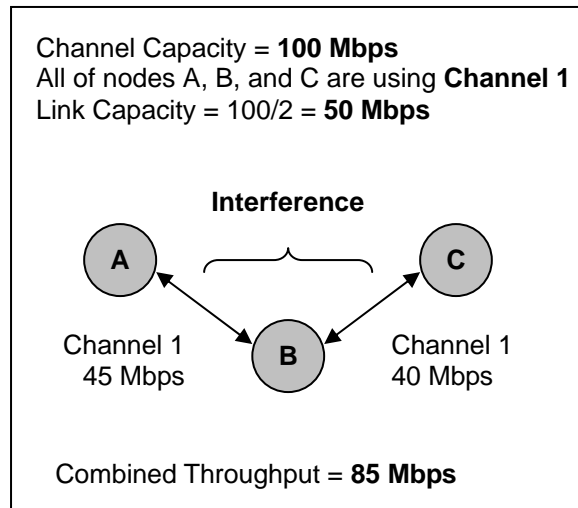 Channel Capacity = 100 Mbps
All of nodes A, B, and C are using Channel 1
Link Capacity = 100/2 = 50 Mbps
Interference
A
C
B
Channel 1
45 Mbps
Channel 1
40 Mbps
Combined Throughput = 85 Mbps